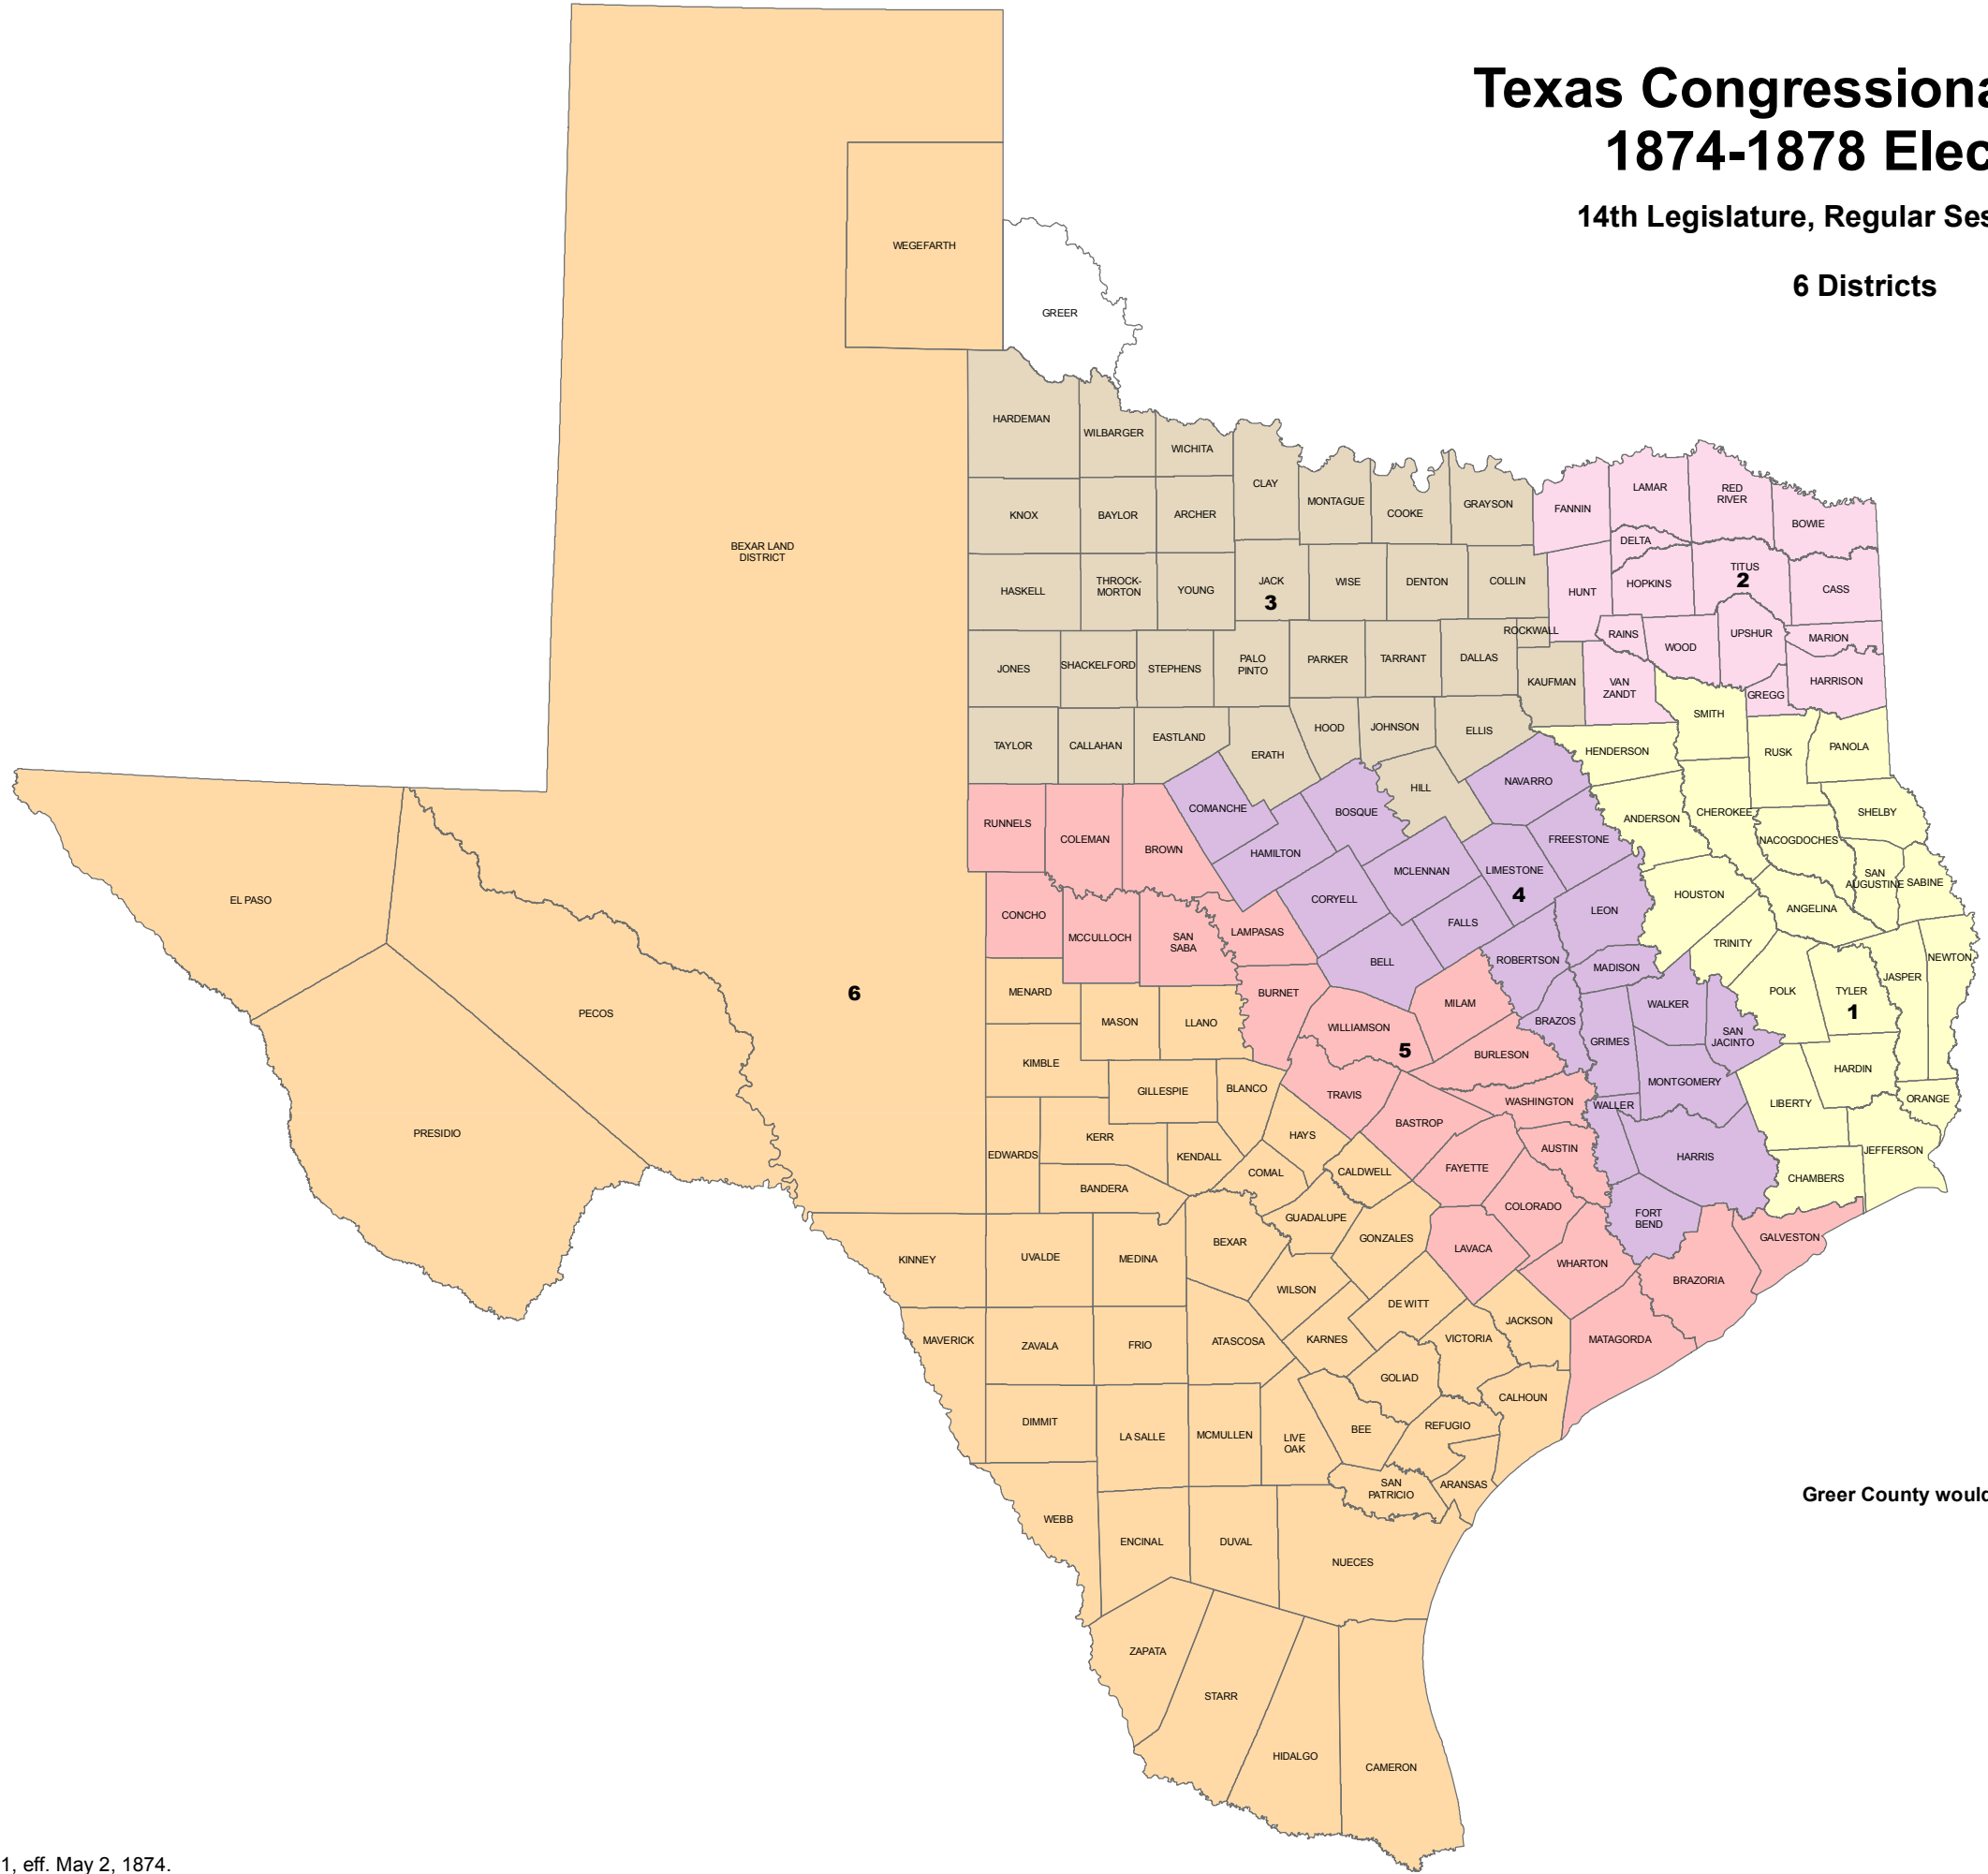 Texas Congressiona
1874-1878 Elec
14th Legislature, Regular Ses
6 Districts
WEGEFARTH
GREER
HARDEMAN
WILBARGER
WICHITA
CLAY
MONTAGUE
COOKE
GRAYSON
FANNIN
LAMAR
RED
RIVER
BOWIE
KNOX
BAYLOR
ARCHER
DELTA
BEXAR LAND
DISTRICT
HASKELL
THROCK-
MORTON
YOUNG
JACK
3
WISE
DENTON
COLLIN
HUNT
HOPKINS
TITUS
2
CASS
ROCKWALL
RAINS
WOOD
UPSHUR
MARION
JONES
SHACKELFORD
STEPHENS
PALO
PINTO
PARKER
TARRANT
DALLAS
KAUFMAN
VAN
ZANDT
GREGG
HARRISON
SMITH
TAYLOR
CALLAHAN
EASTLAND
ERATH
HOOD
JOHNSON
ELLIS
HENDERSON
RUSK
PANOLA
COMANCHE
BOSQUE
HILL
NAVARRO
ANDERSON
CHEROKEE
SHELBY
RUNNELS
COLEMAN
BROWN
HAMILTON
MCLENNAN
LIMESTONE
4
FREESTONE
NACOGDOCHES
SAN
AUGUSTINE
SABINE
EL PASO
CONCHO
MCCULLOCH
SAN
SABA
LAMPASAS
CORYELL
FALLS
LEON
HOUSTON
ANGELINA
TRINITY
BELL
ROBERTSON
MADISON
JASPER
NEWTON
6
PECOS
MENARD
MASON
LLANO
BURNET
WILLIAMSON
5
MILAM
BRAZOS
WALKER
SAN
JACINTO
POLK
TYLER
1
KIMBLE
GILLESPIE
BLANCO
TRAVIS
BURLESON
GRIMES
MONTGOMERY
HARDIN
LIBERTY
ORANGE
PRESIDIO
EDWARDS
KERR
KENDALL
HAYS
BASTROP
WASHINGTON
WALLER
JEFFERSON
BANDERA
COMAL
CALDWELL
FAYETTE
AUSTIN
HARRIS
CHAMBERS
KINNEY
UVALDE
MEDINA
BEXAR
GUADALUPE
GONZALES
LAVACA
COLORADO
FORT
BEND
GALVESTON
WILSON
DE WITT
WHARTON
BRAZORIA
MAVERICK
ZAVALA
FRIO
ATASCOSA
KARNES
VICTORIA
JACKSON
MATAGORDA
GOLIAD
CALHOUN
DIMMIT
LA SALLE
MCMULLEN
LIVE
OAK
BEE
REFUGIO
SAN
PATRICIO
ARANSAS
Greer County would
WEBB
ENCINAL
DUVAL
NUECES
ZAPATA
STARR
HIDALGO
CAMERON
1, eff. May 2, 1874.